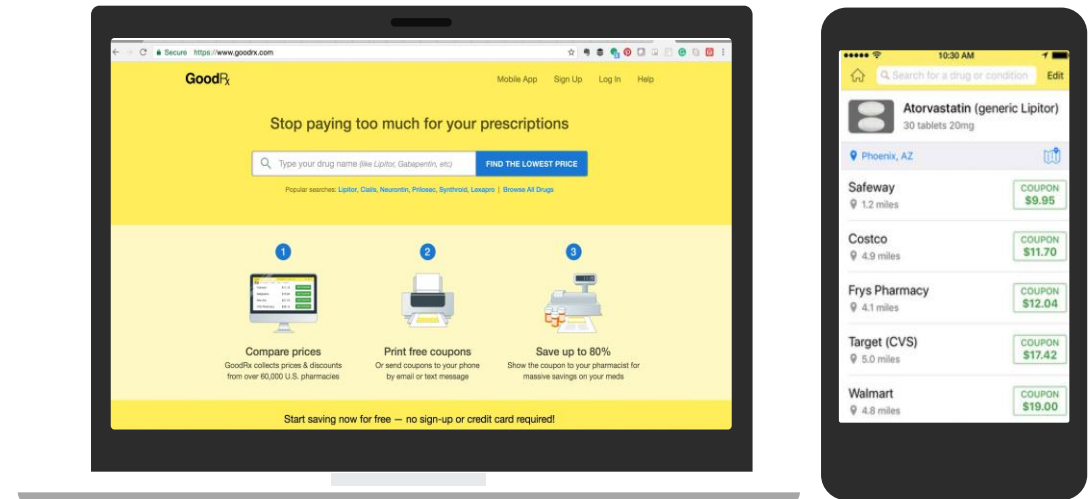 Secure https://www.goodrx.com
GoodRx
Mobile App Sign Up Log In Help
Stop paying too much for your prescriptions
Type your drug name (like Lipitor, Gabapentin, etc)
FIND THE LOWEST PRICE
Popular searches: Lipitor, Cialis, Neurontin, Prilosec, Synthroid, Lexapro | Browse All Drugs
1
2
3
Compare prices
GoodRx collects prices & discounts
from over 60,000 U.S. pharmacies
Print free coupons
Or send coupons to your phone
by email or text message
Save up to 80%
Show the coupon to your pharmacist for
massive savings on your meds
Start saving now for free — no sign-up or credit card required!
10:30 AM
Search for a drug or condition Edit
Atorvastatin (generic Lipitor)
30 tablets 20mg
Phoenix, AZ
Safeway
1.2 miles
COUPON
$9.95
Costco
4.9 miles
COUPON
$11.70
Frys Pharmacy
4.1 miles
COUPON
$12.04
Target (CVS)
5.0 miles
COUPON
$17.42
Walmart
4.8 miles
COUPON
$19.00